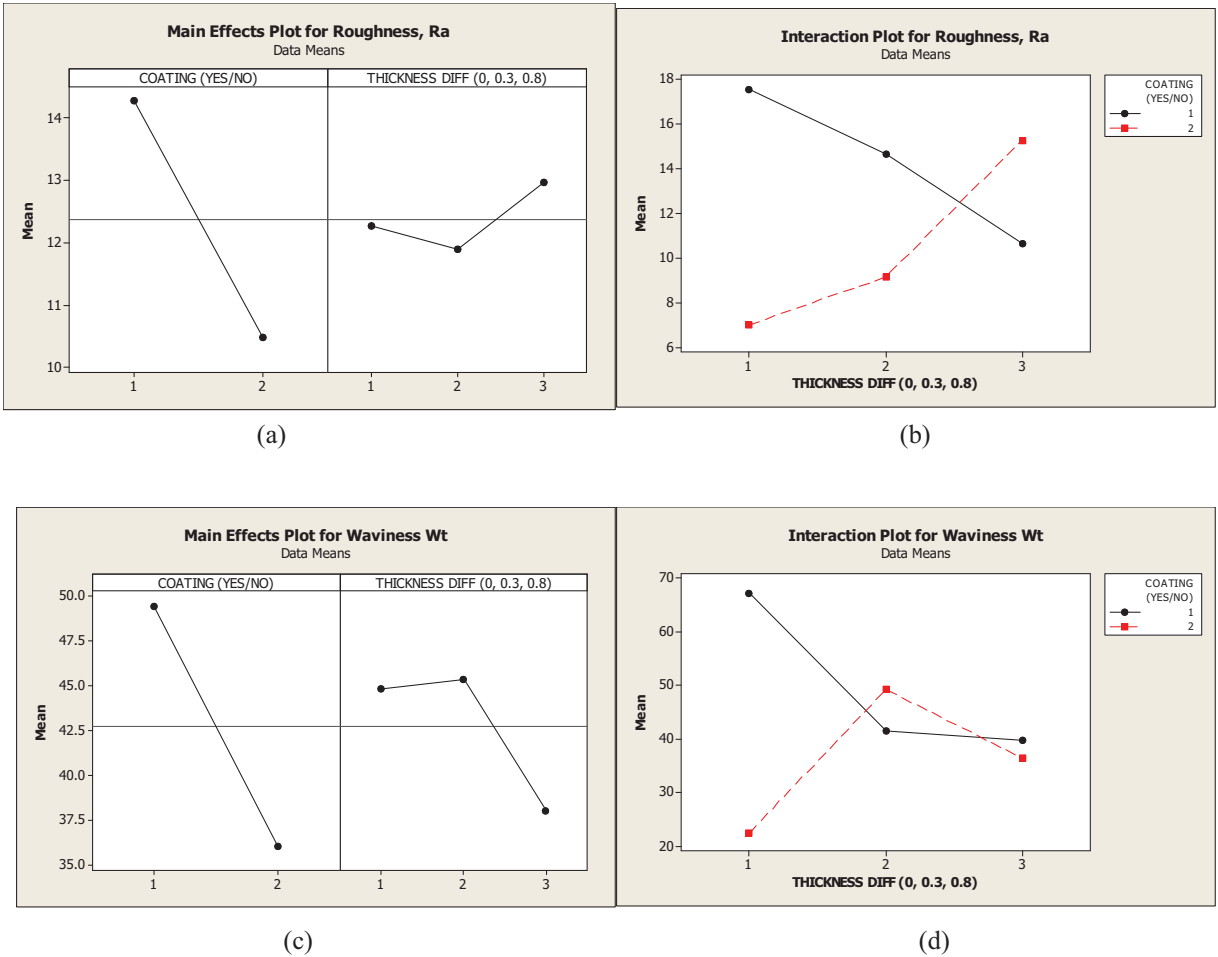 Main Effects Plot for Roughness, Ra
Data Means
COATING (YES/NO) THICKNESS DIFF (0, 0.3, 0.8)
Mean
14
13
12
11
10
1 2 1 2 3
(a)
Interaction Plot for Roughness, Ra
Data Means
Mean
18
16
14
12
10
8
6
1 2 3
THICKNESS DIFF (0, 0.3, 0.8)
COATING
(YES/NO)
1
2
(b)
Main Effects Plot for Waviness Wt
Data Means
COATING (YES/NO) THICKNESS DIFF (0, 0.3, 0.8)
Mean
50.0
47.5
45.0
42.5
40.0
37.5
35.0
1 2 1 2 3
(c)
Interaction Plot for Waviness Wt
Data Means
Mean
70
60
50
40
30
20
1 2 3
THICKNESS DIFF (0, 0.3, 0.8)
COATING
(YES/NO)
1
2
(d)